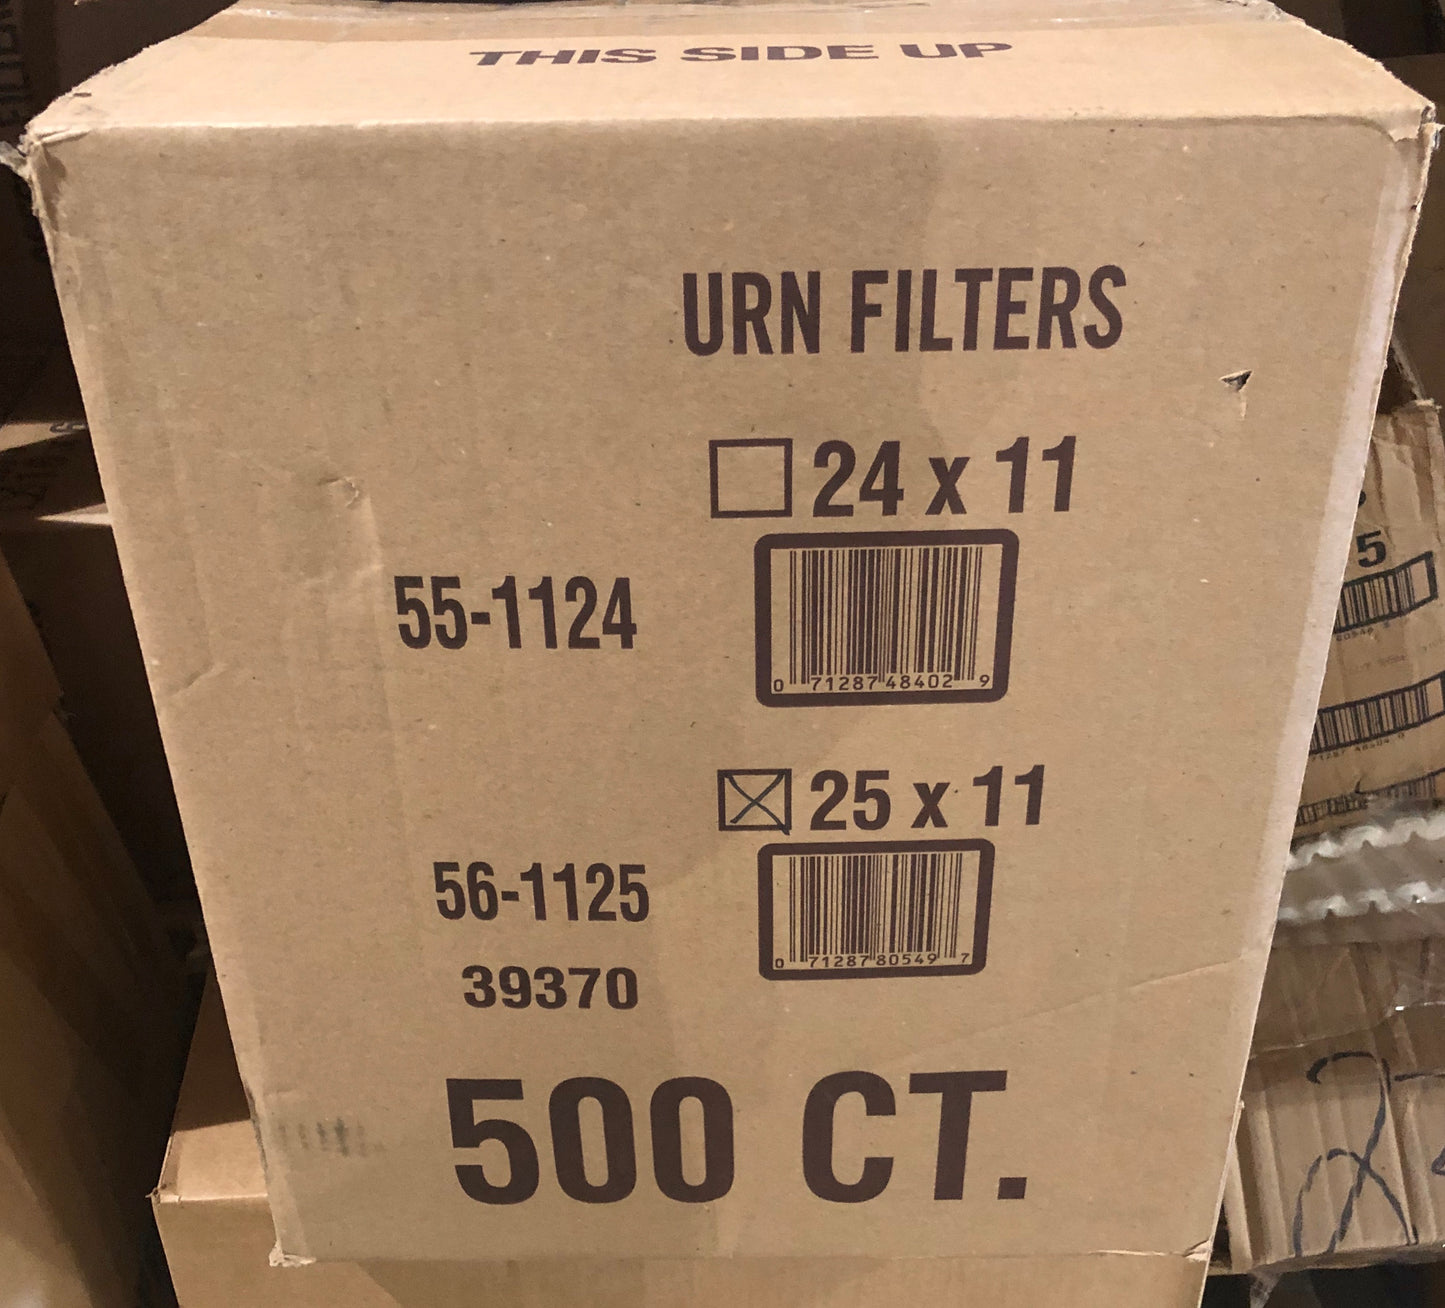 THIS SIDE UP
URN FILTERS
24 x 11
55-1124
0 71287 48402 9
25 x 11
56-1125
0 71287 80549 7
39370
500 CT.
5